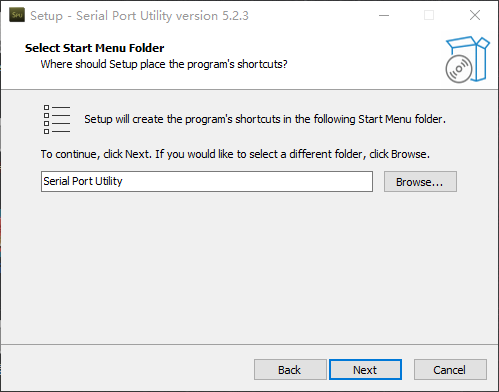 Setup - Serial Port Utility version 5.2.3
Select Start Menu Folder
Where should Setup place the program's shortcuts?
Setup will create the program's shortcuts in the following Start Menu folder.
To continue, click Next. If you would like to select a different folder, click Browse.
Serial Port Utility
Browse...
Back
Next
Cancel